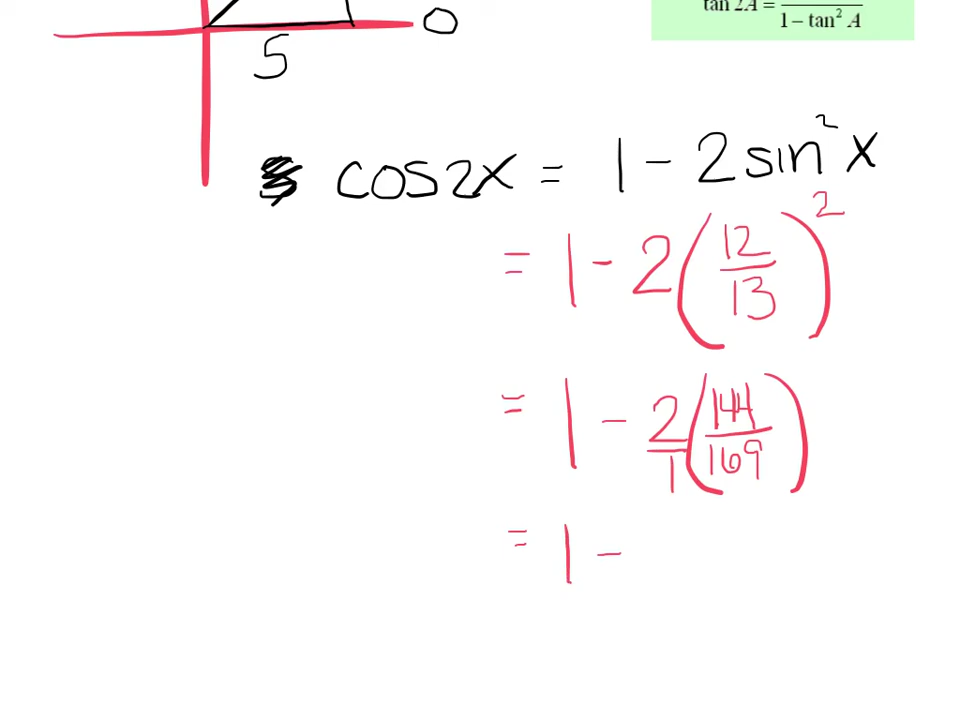 tan 2A =
1 − tan² A
0
5
cos2x = 1 − 2sin²x
= 1 − 2(12/13)²
= 1 − 2/1(144/169)
= 1 −